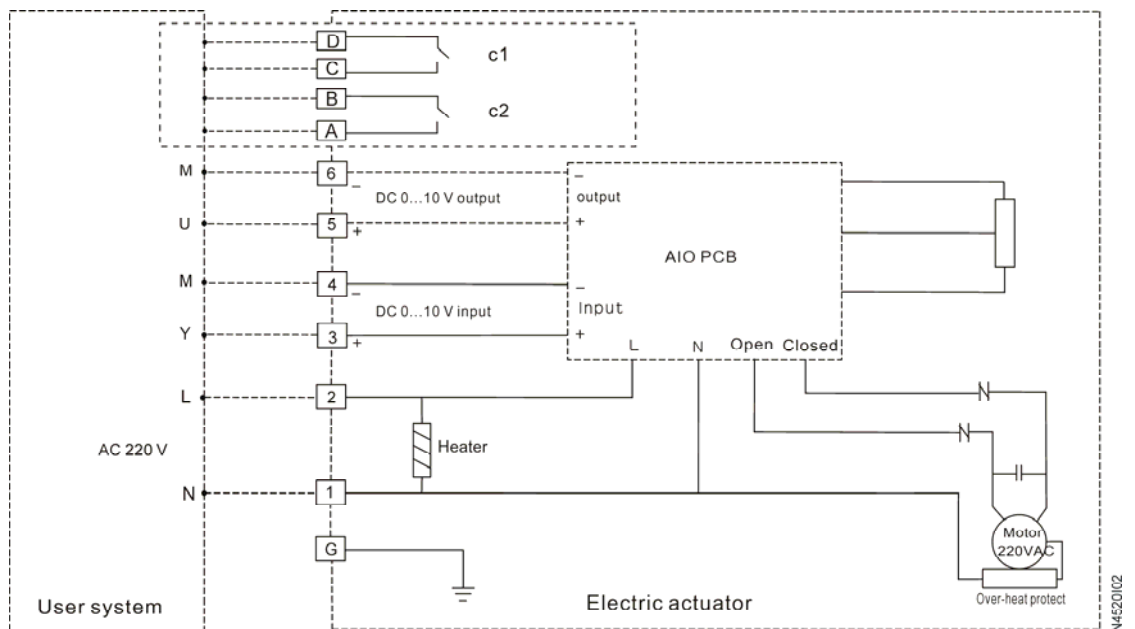 D
c1
C
B
c2
A
M 6 − − 
DC 0...10 V output output
U 5 + +
AIO PCB
M 4 − −
DC 0...10 V input Input
Y 3 + +
L N Open Closed
L 2
AC 220 V
Heater
N 1
Motor
220VAC
G
Over-heat protect
User system
Electric actuator
N4520I02